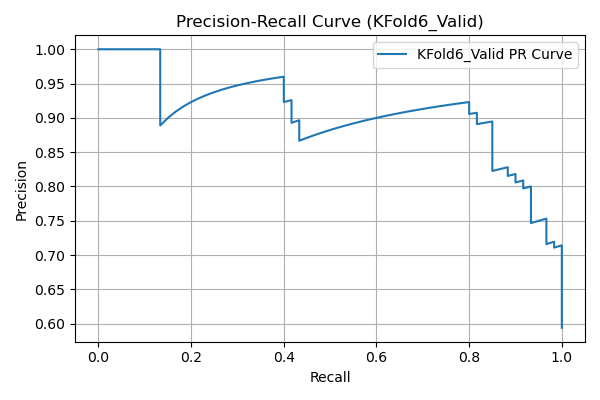 Precision-Recall Curve (KFold6_Valid)
KFold6_Valid PR Curve
Precision
1.00
0.95
0.90
0.85
0.80
0.75
0.70
0.65
0.60
0.0 0.2 0.4 0.6 0.8 1.0
Recall